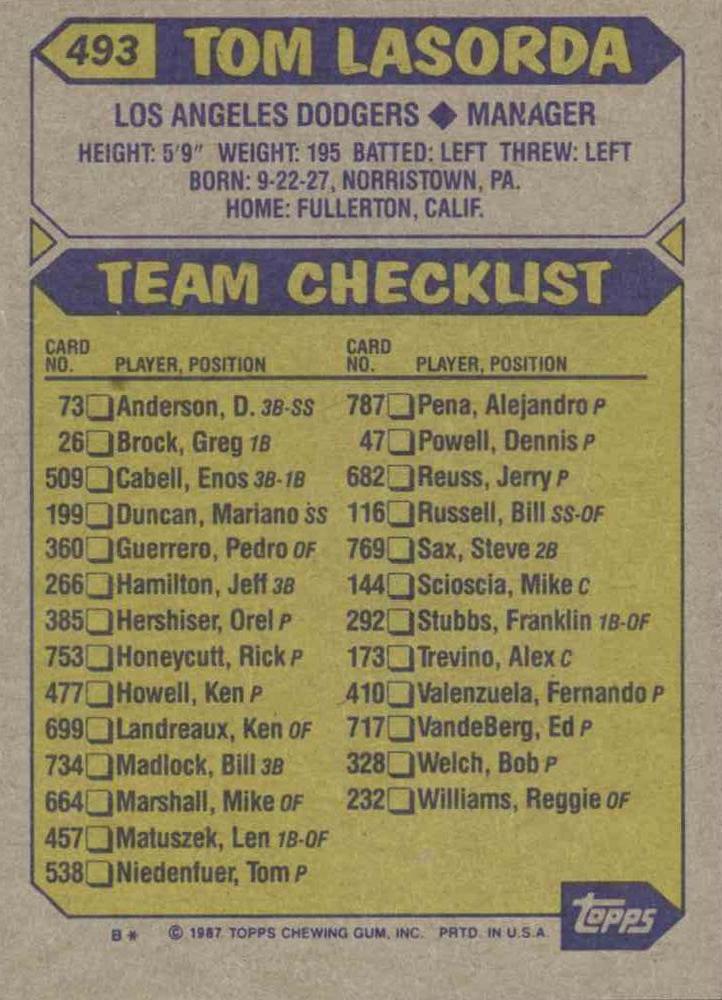 493 TOM LASORDA
LOS ANGELES DODGERS ◆ MANAGER
HEIGHT: 5'9" WEIGHT: 195 BATTED: LEFT THREW: LEFT
BORN: 9-22-27, NORRISTOWN, PA.
HOME: FULLERTON, CALIF.
TEAM CHECKLIST
CARD NO. PLAYER, POSITION
73 Anderson, D. 3B-SS
26 Brock, Greg 1B
509 Cabell, Enos 3B-1B
199 Duncan, Mariano SS
360 Guerrero, Pedro OF
266 Hamilton, Jeff 3B
385 Hershiser, Orel P
753 Honeycutt, Rick P
477 Howell, Ken P
699 Landreaux, Ken OF
734 Madlock, Bill 3B
664 Marshall, Mike OF
457 Matuszek, Len 1B-OF
538 Niedenfuer, Tom P
CARD NO. PLAYER, POSITION
787 Pena, Alejandro P
47 Powell, Dennis P
682 Reuss, Jerry P
116 Russell, Bill SS-OF
769 Sax, Steve 2B
144 Scioscia, Mike C
292 Stubbs, Franklin 1B-OF
173 Trevino, Alex C
410 Valenzuela, Fernando P
717 VandeBerg, Ed P
328 Welch, Bob P
232 Williams, Reggie OF
topps
B* © 1987 TOPPS CHEWING GUM, INC. PRTD. IN U.S.A.